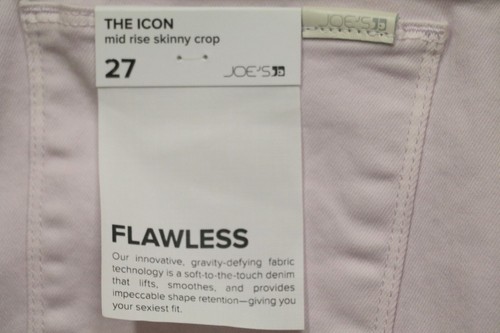 THE ICON
mid rise skinny crop
27 JOE'S
JOE'S
FLAWLESS
Our innovative, gravity-defying fabric
technology is a soft-to-the-touch denim
that lifts, smoothes, and provides
impeccable shape retention—giving you
your sexiest fit.